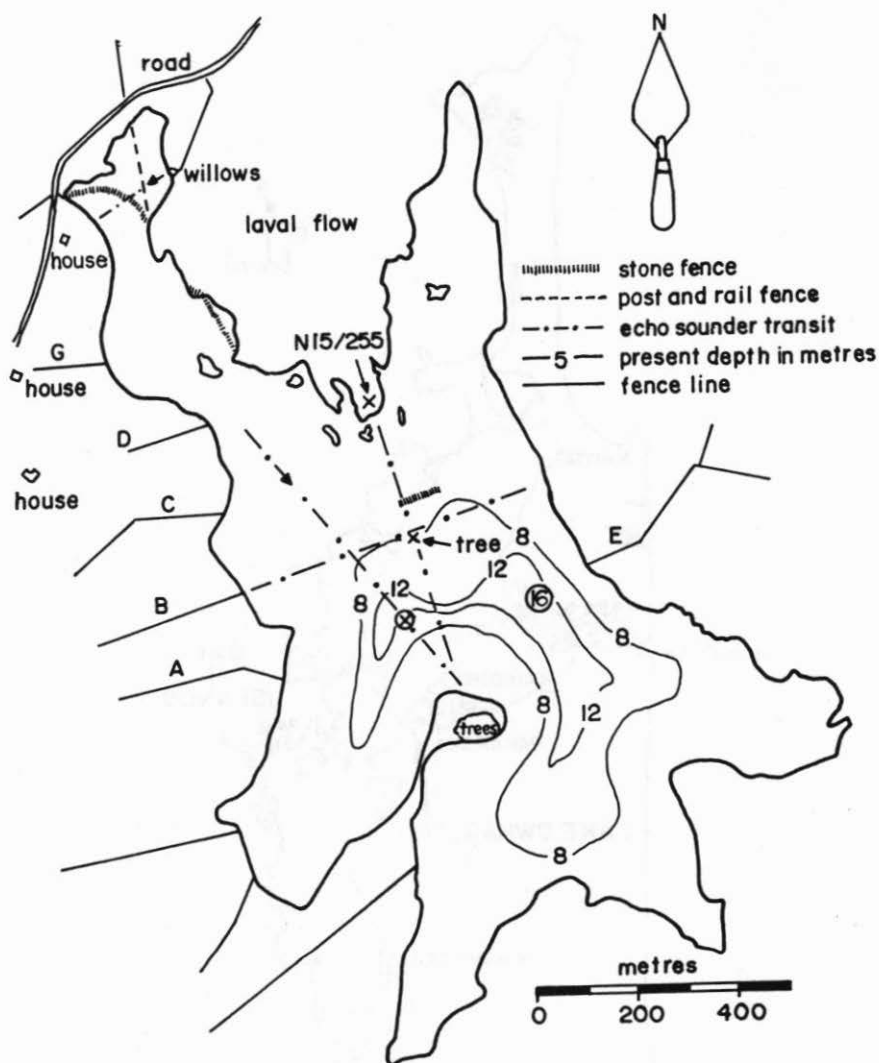 N
road
willows
laval flow
house
stone fence
post and rail fence
echo sounder transit
5 present depth in metres
fence line
N15/255
G
house
D
house
C
E
tree
8
12
16
B
12
8
8
A
8
12
trees
8
metres
0 200 400